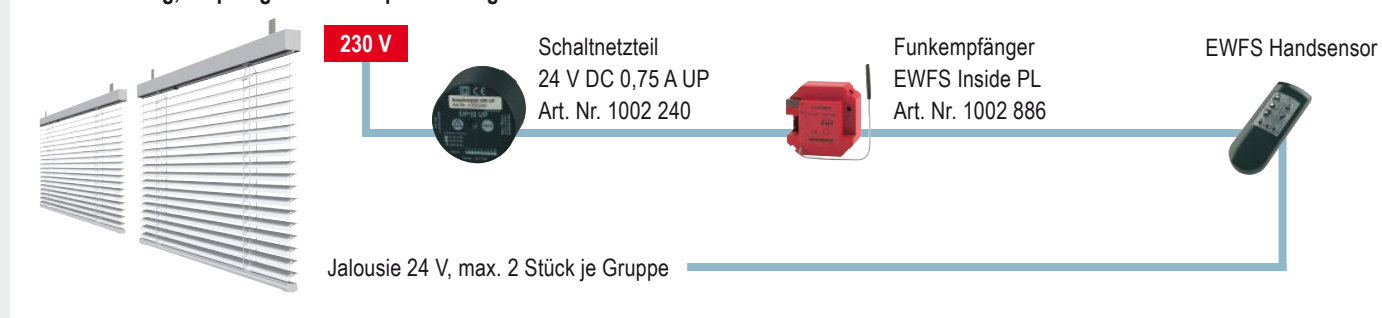 230 V
Schaltnetzteil
24 V DC 0,75 A UP
Art. Nr. 1002 240
Funkempfänger
EWFS Inside PL
Art. Nr. 1002 886
EWFS Handsensor
Jalousie 24 V, max. 2 Stück je Gruppe